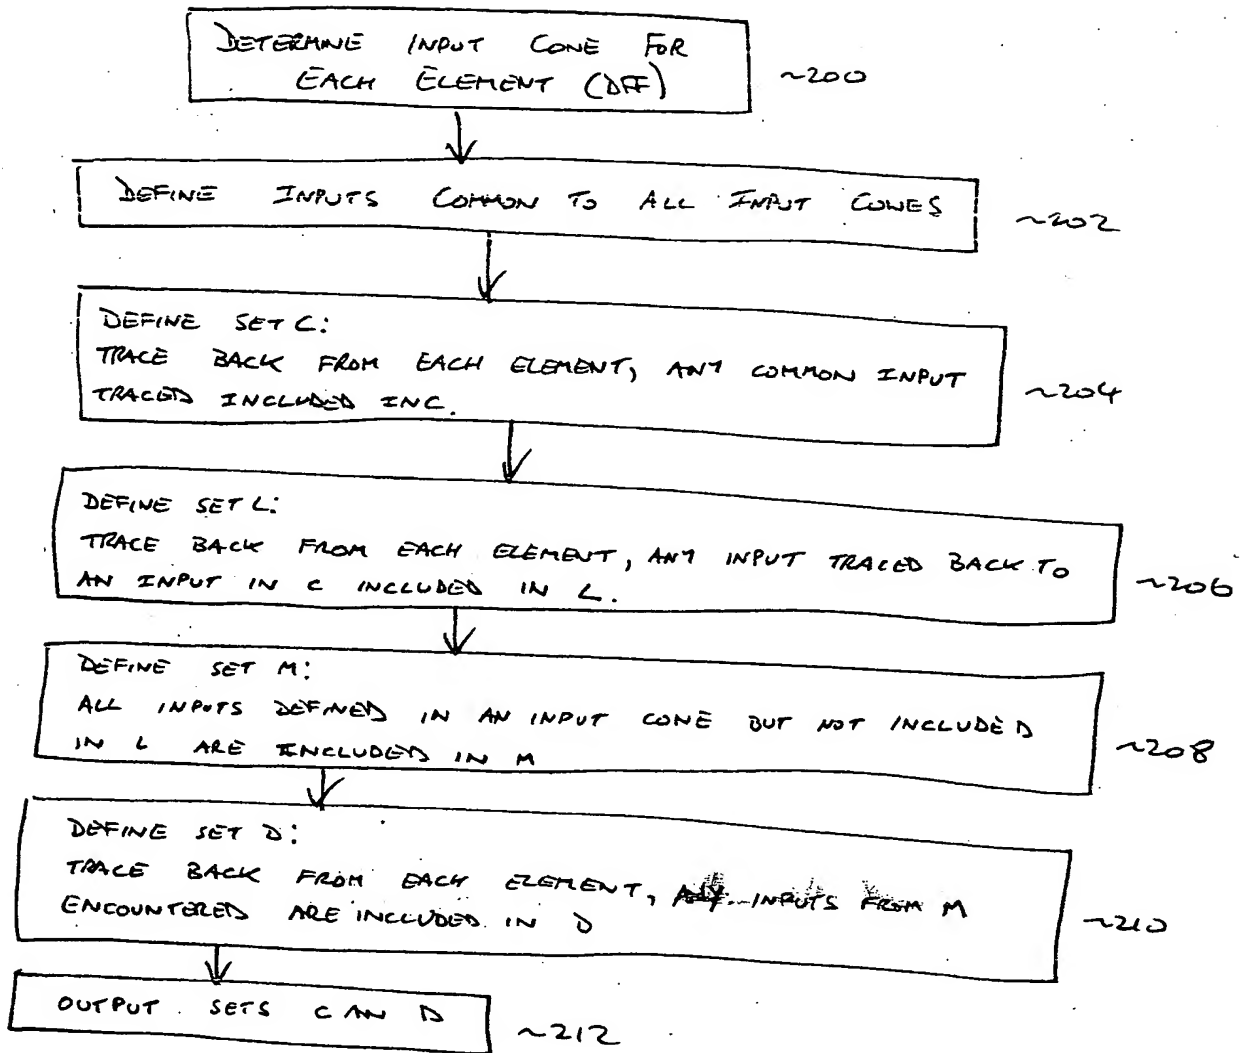 DETERMINE INPUT CONE FOR
EACH ELEMENT (DFF)
~200
DEFINE INPUTS COMMON TO ALL INPUT CONES
~202
DEFINE SET C:
TRACE BACK FROM EACH ELEMENT, ANY COMMON INPUT
TRACED INCLUDED IN C.
~204
DEFINE SET L:
TRACE BACK FROM EACH ELEMENT, ANY INPUT TRACED BACK TO
AN INPUT IN C INCLUDED IN L.
~206
DEFINE SET M:
ALL INPUTS DEFINED IN AN INPUT CONE BUT NOT INCLUDED
IN L ARE INCLUDED IN M
~208
DEFINE SET D:
TRACE BACK FROM EACH ELEMENT, ANY INPUTS FROM M
ENCOUNTERED ARE INCLUDED IN D
~210
OUTPUT SETS C AN D
~212